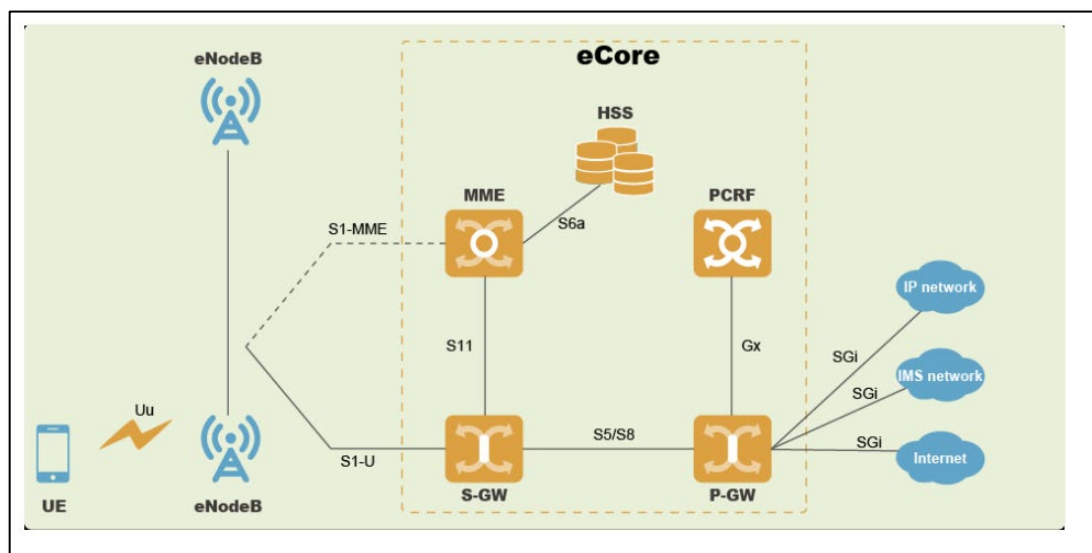 eNodeB
eCore
HSS
MME
PCRF
S1-MME
S6a
IP network
S11
Gx
SGi
IMS network
SGi
Uu
S5/S8
SGi
S1-U
Internet
UE
eNodeB
S-GW
P-GW